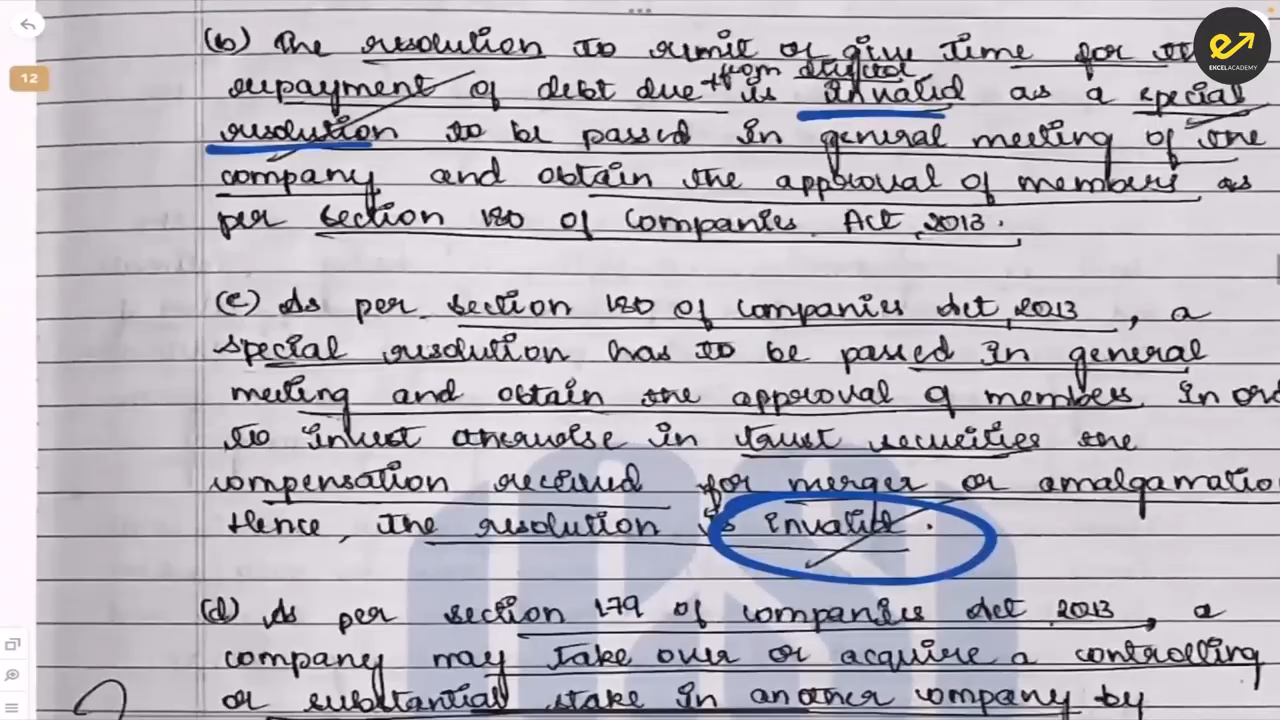 12
EKCEL ACADEMY
(b) The resolution to remit or give time for the
from director
repayment of debt due is invalid as a special
resolution to be passed in general meeting of the
company and obtain the approval of members as
per section 180 of Companies Act, 2013.
(c) As per section 180 of companies Act, 2013, a
special resolution has to be passed in general
meeting and obtain the approval of members in ord
to invest otherwise in trust securities the
compensation received for merger or amalgamatio
Hence, the resolution is invalid.
(d) As per section 179 of companies Act 2013, a
company may take over or acquire a controlling
or substantial stake in another company by